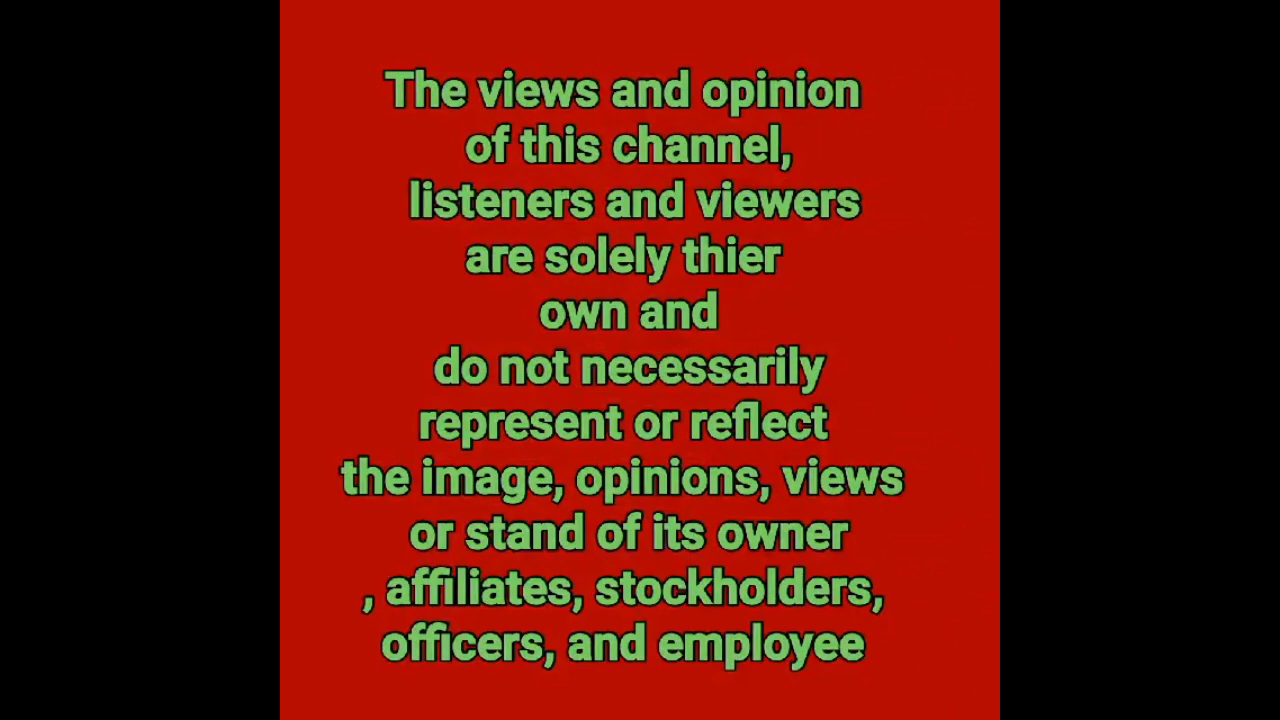 The views and opinion
of this channel,
listeners and viewers
are solely thier
own and
do not necessarily
represent or reflect
the image, opinions, views
or stand of its owner
, affiliates, stockholders,
officers, and employee